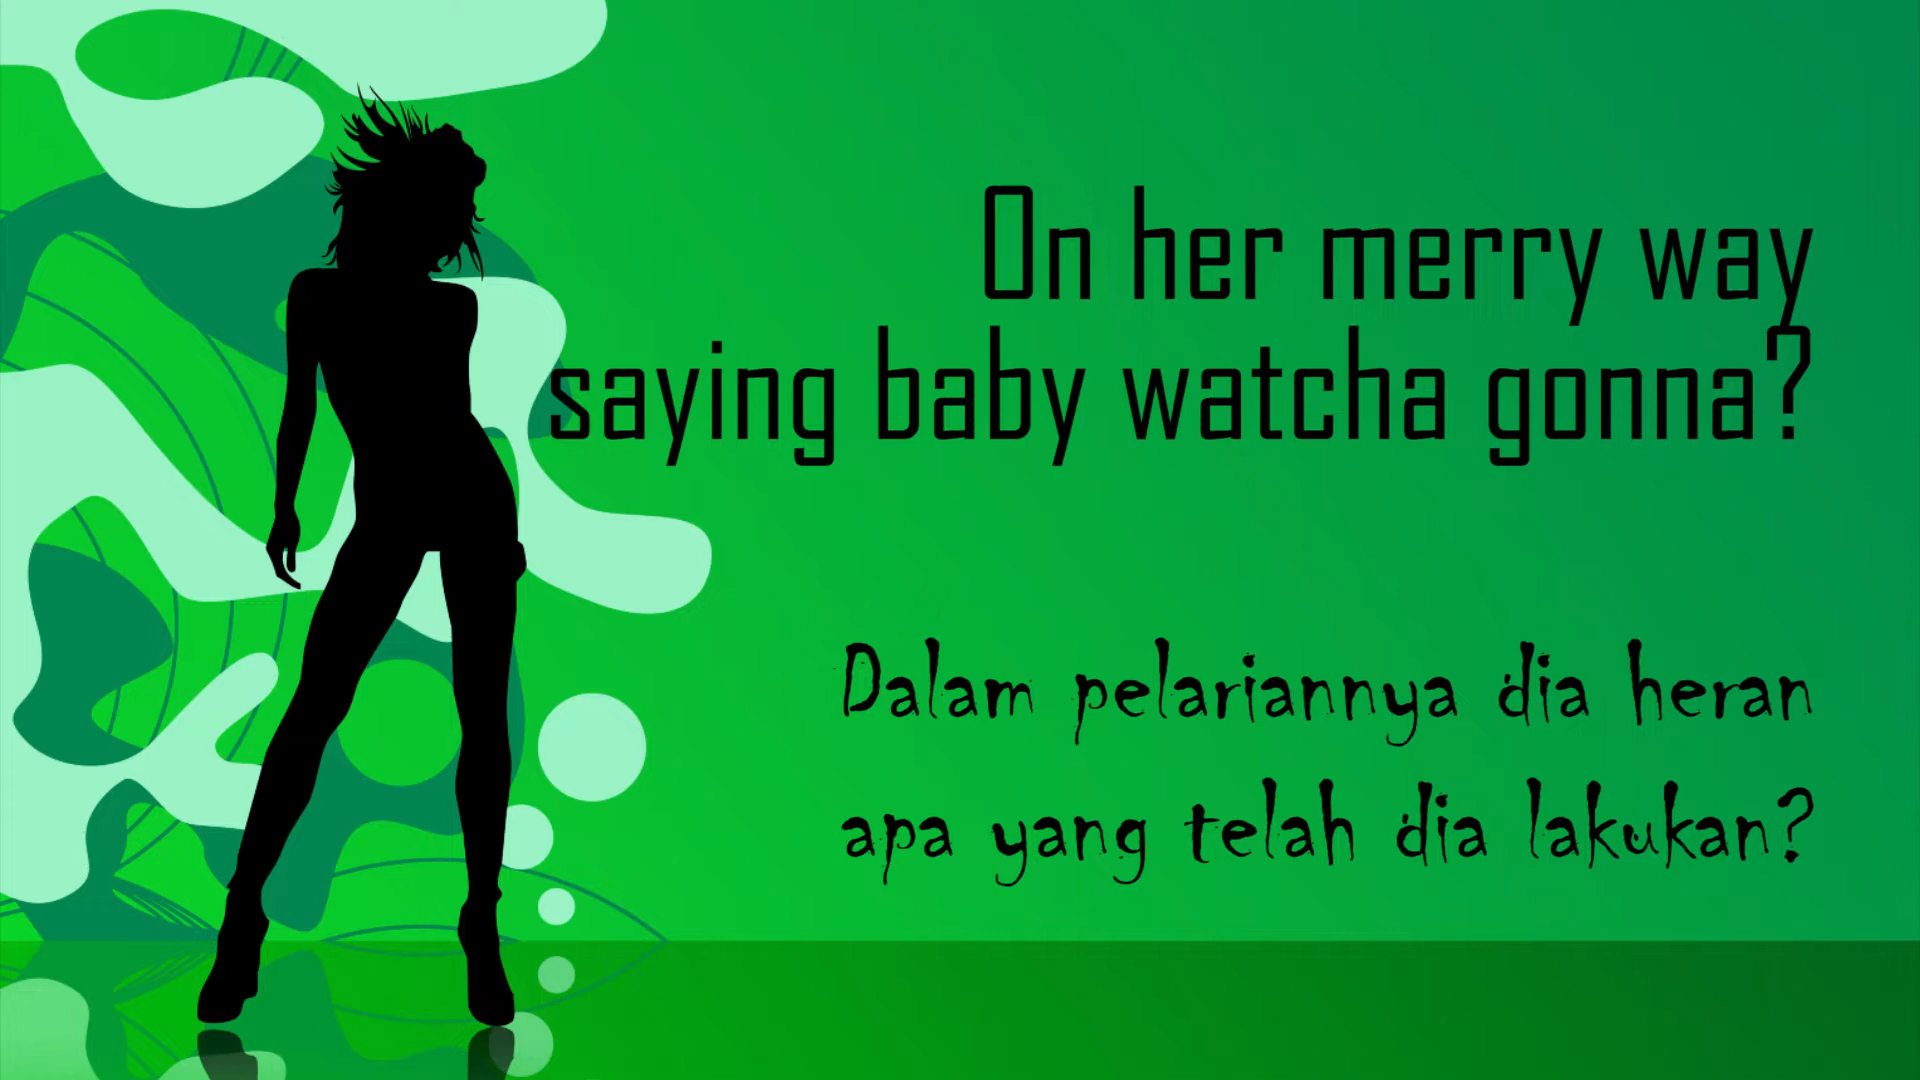 On her merry way
saying baby watcha gonna?
Dalam pelariannya dia heran
apa yang telah dia lakukan?